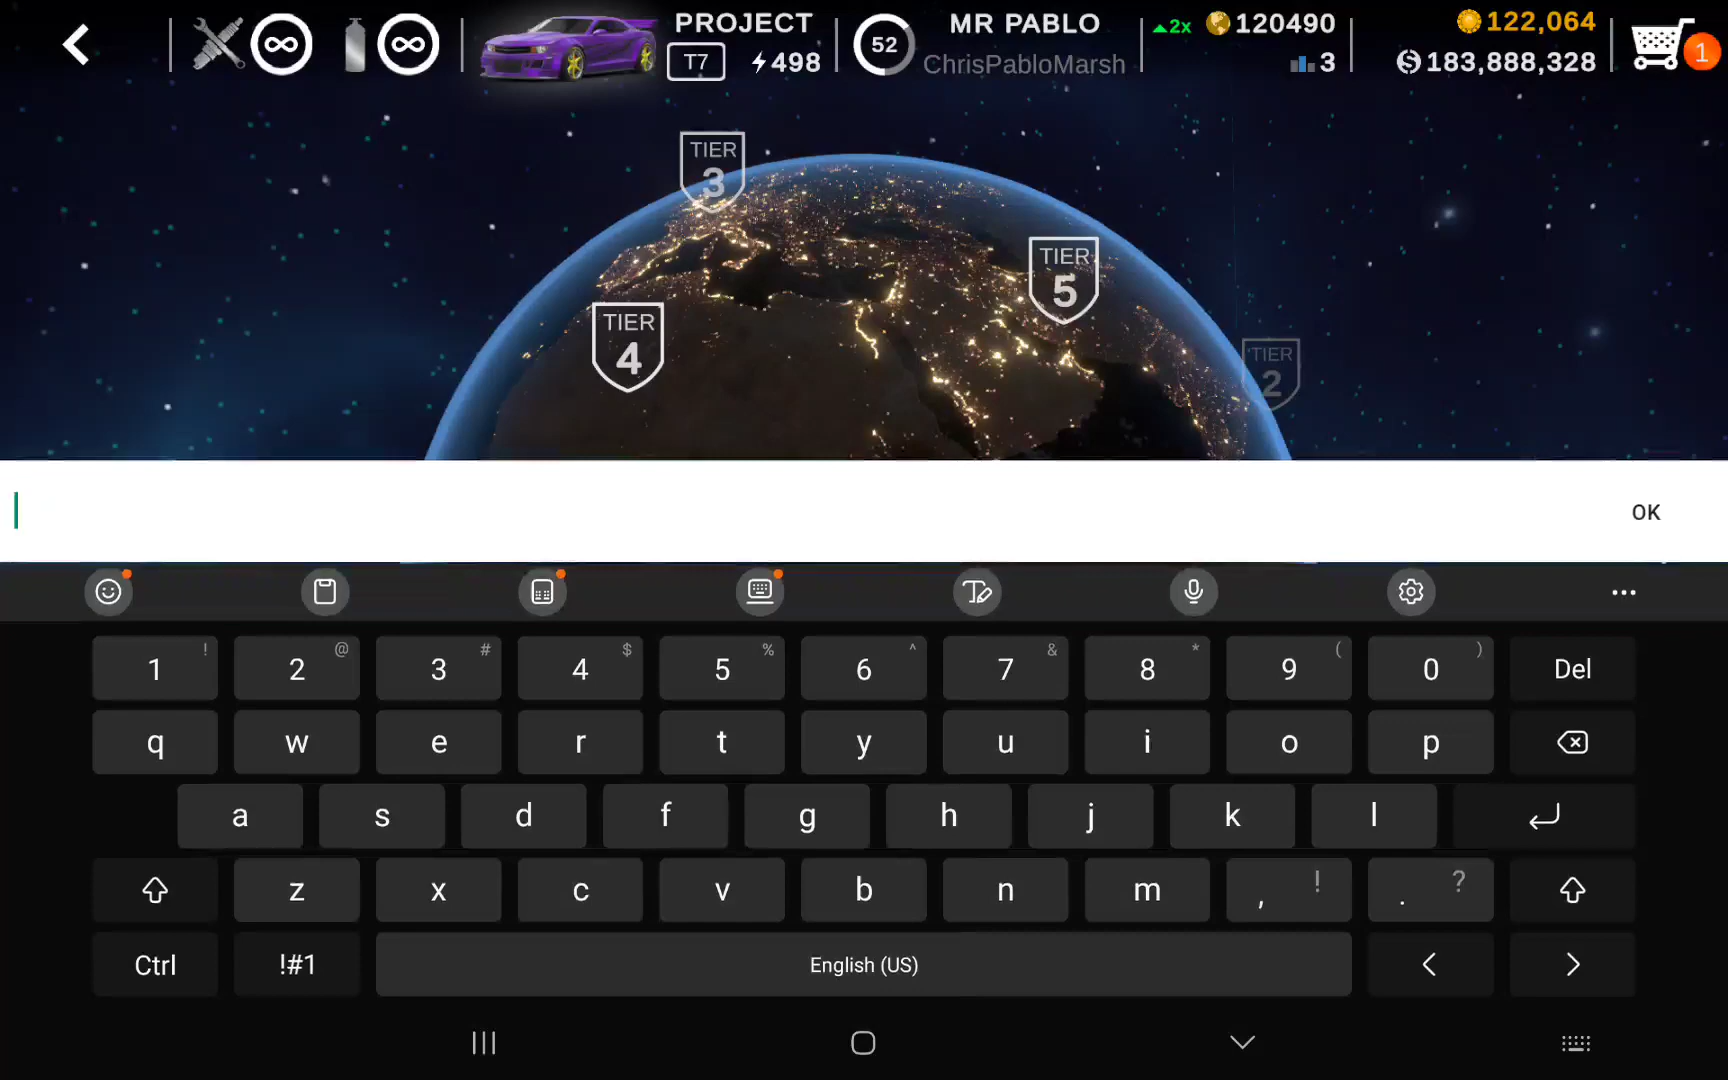 PROJECT
T7 498
52
MR PABLO
ChrisPabloMarsh
2x 120490
3
122,064
183,888,328
1
TIER
3
TIER
5
TIER
4
TIER
2
OK
1 ! 2 @ 3 # 4 $ 5 % 6 ^ 7 & 8 * 9 ( 0 ) Del
q w e r t y u i o p
a s d f g h j k l
z x c v b n m , ! . ?
Ctrl !#1 English (US) < >